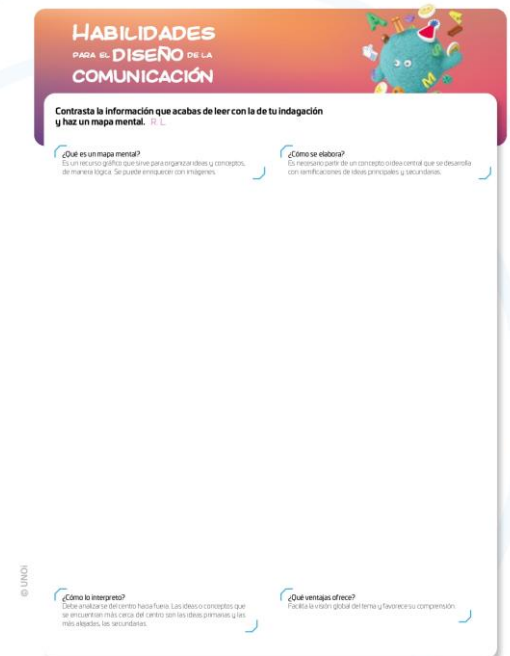 HABILIDADES
PARA EL DISEÑO DE LA
COMUNICACIÓN
Contrasta la información que acabas de leer con la de tu indagación
y haz un mapa mental. R. L.
¿Qué es un mapa mental?
Es un recurso gráfico que sirve para organizar ideas y conceptos,
de manera lógica. Se puede enriquecer con imágenes.
¿Cómo se elabora?
Es necesario partir de un concepto o idea central que se desarrolla
con ramificaciones de ideas principales y secundarias.
© UNOi
¿Cómo lo interpreto?
Debe analizarse del centro hacia fuera. Las ideas o conceptos que
se encuentran más cerca del centro son las ideas primarias y las
más alejadas, las secundarias.
¿Qué ventajas ofrece?
Facilita la visión global del tema y favorece su comprensión.